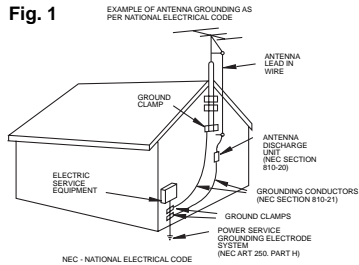 Fig. 1
EXAMPLE OF ANTENNA GROUNDING AS
PER NATIONAL ELECTRICAL CODE
ANTENNA
LEAD IN
WIRE
GROUND
CLAMP
ANTENNA
DISCHARGE
UNIT
(NEC SECTION
810-20)
ELECTRIC
SERVICE
EQUIPMENT
GROUNDING CONDUCTORS
(NEC SECTION 810-21)
GROUND CLAMPS
POWER SERVICE
GROUNDING ELECTRODE
SYSTEM
(NEC ART 250. PART H)
NEC - NATIONAL ELECTRICAL CODE